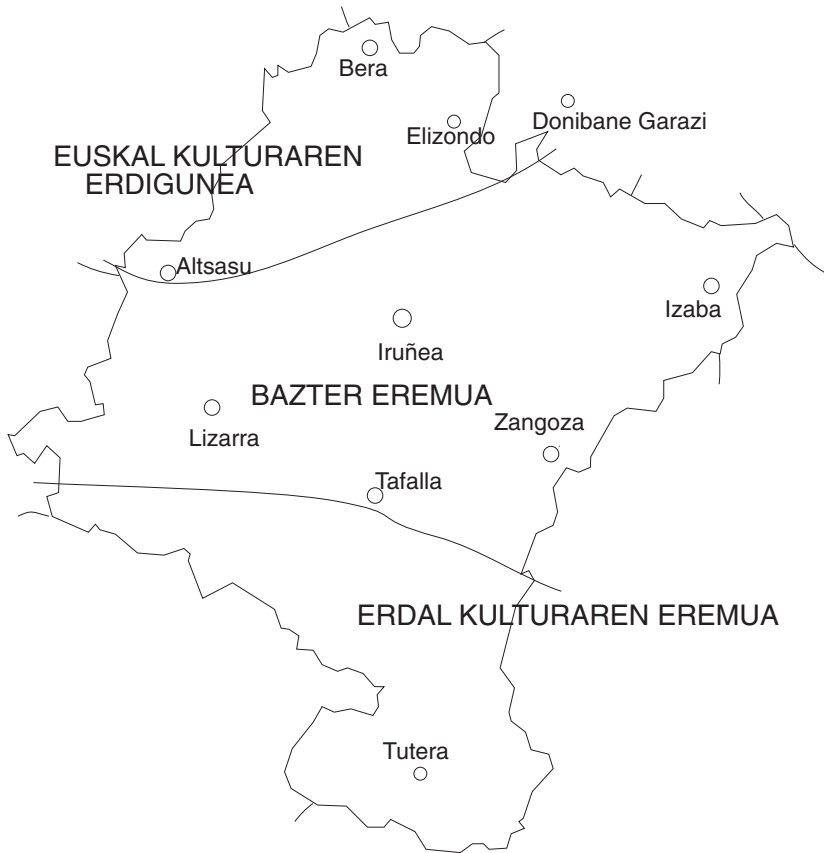 Bera
Elizondo
Donibane Garazi
EUSKAL KULTURAREN
ERDIGUNEA
Altsasu
Izaba
Iruñea
BAZTER EREMUA
Lizarra
Zangoza
Tafalla
ERDAL KULTURAREN EREMUA
Tutera